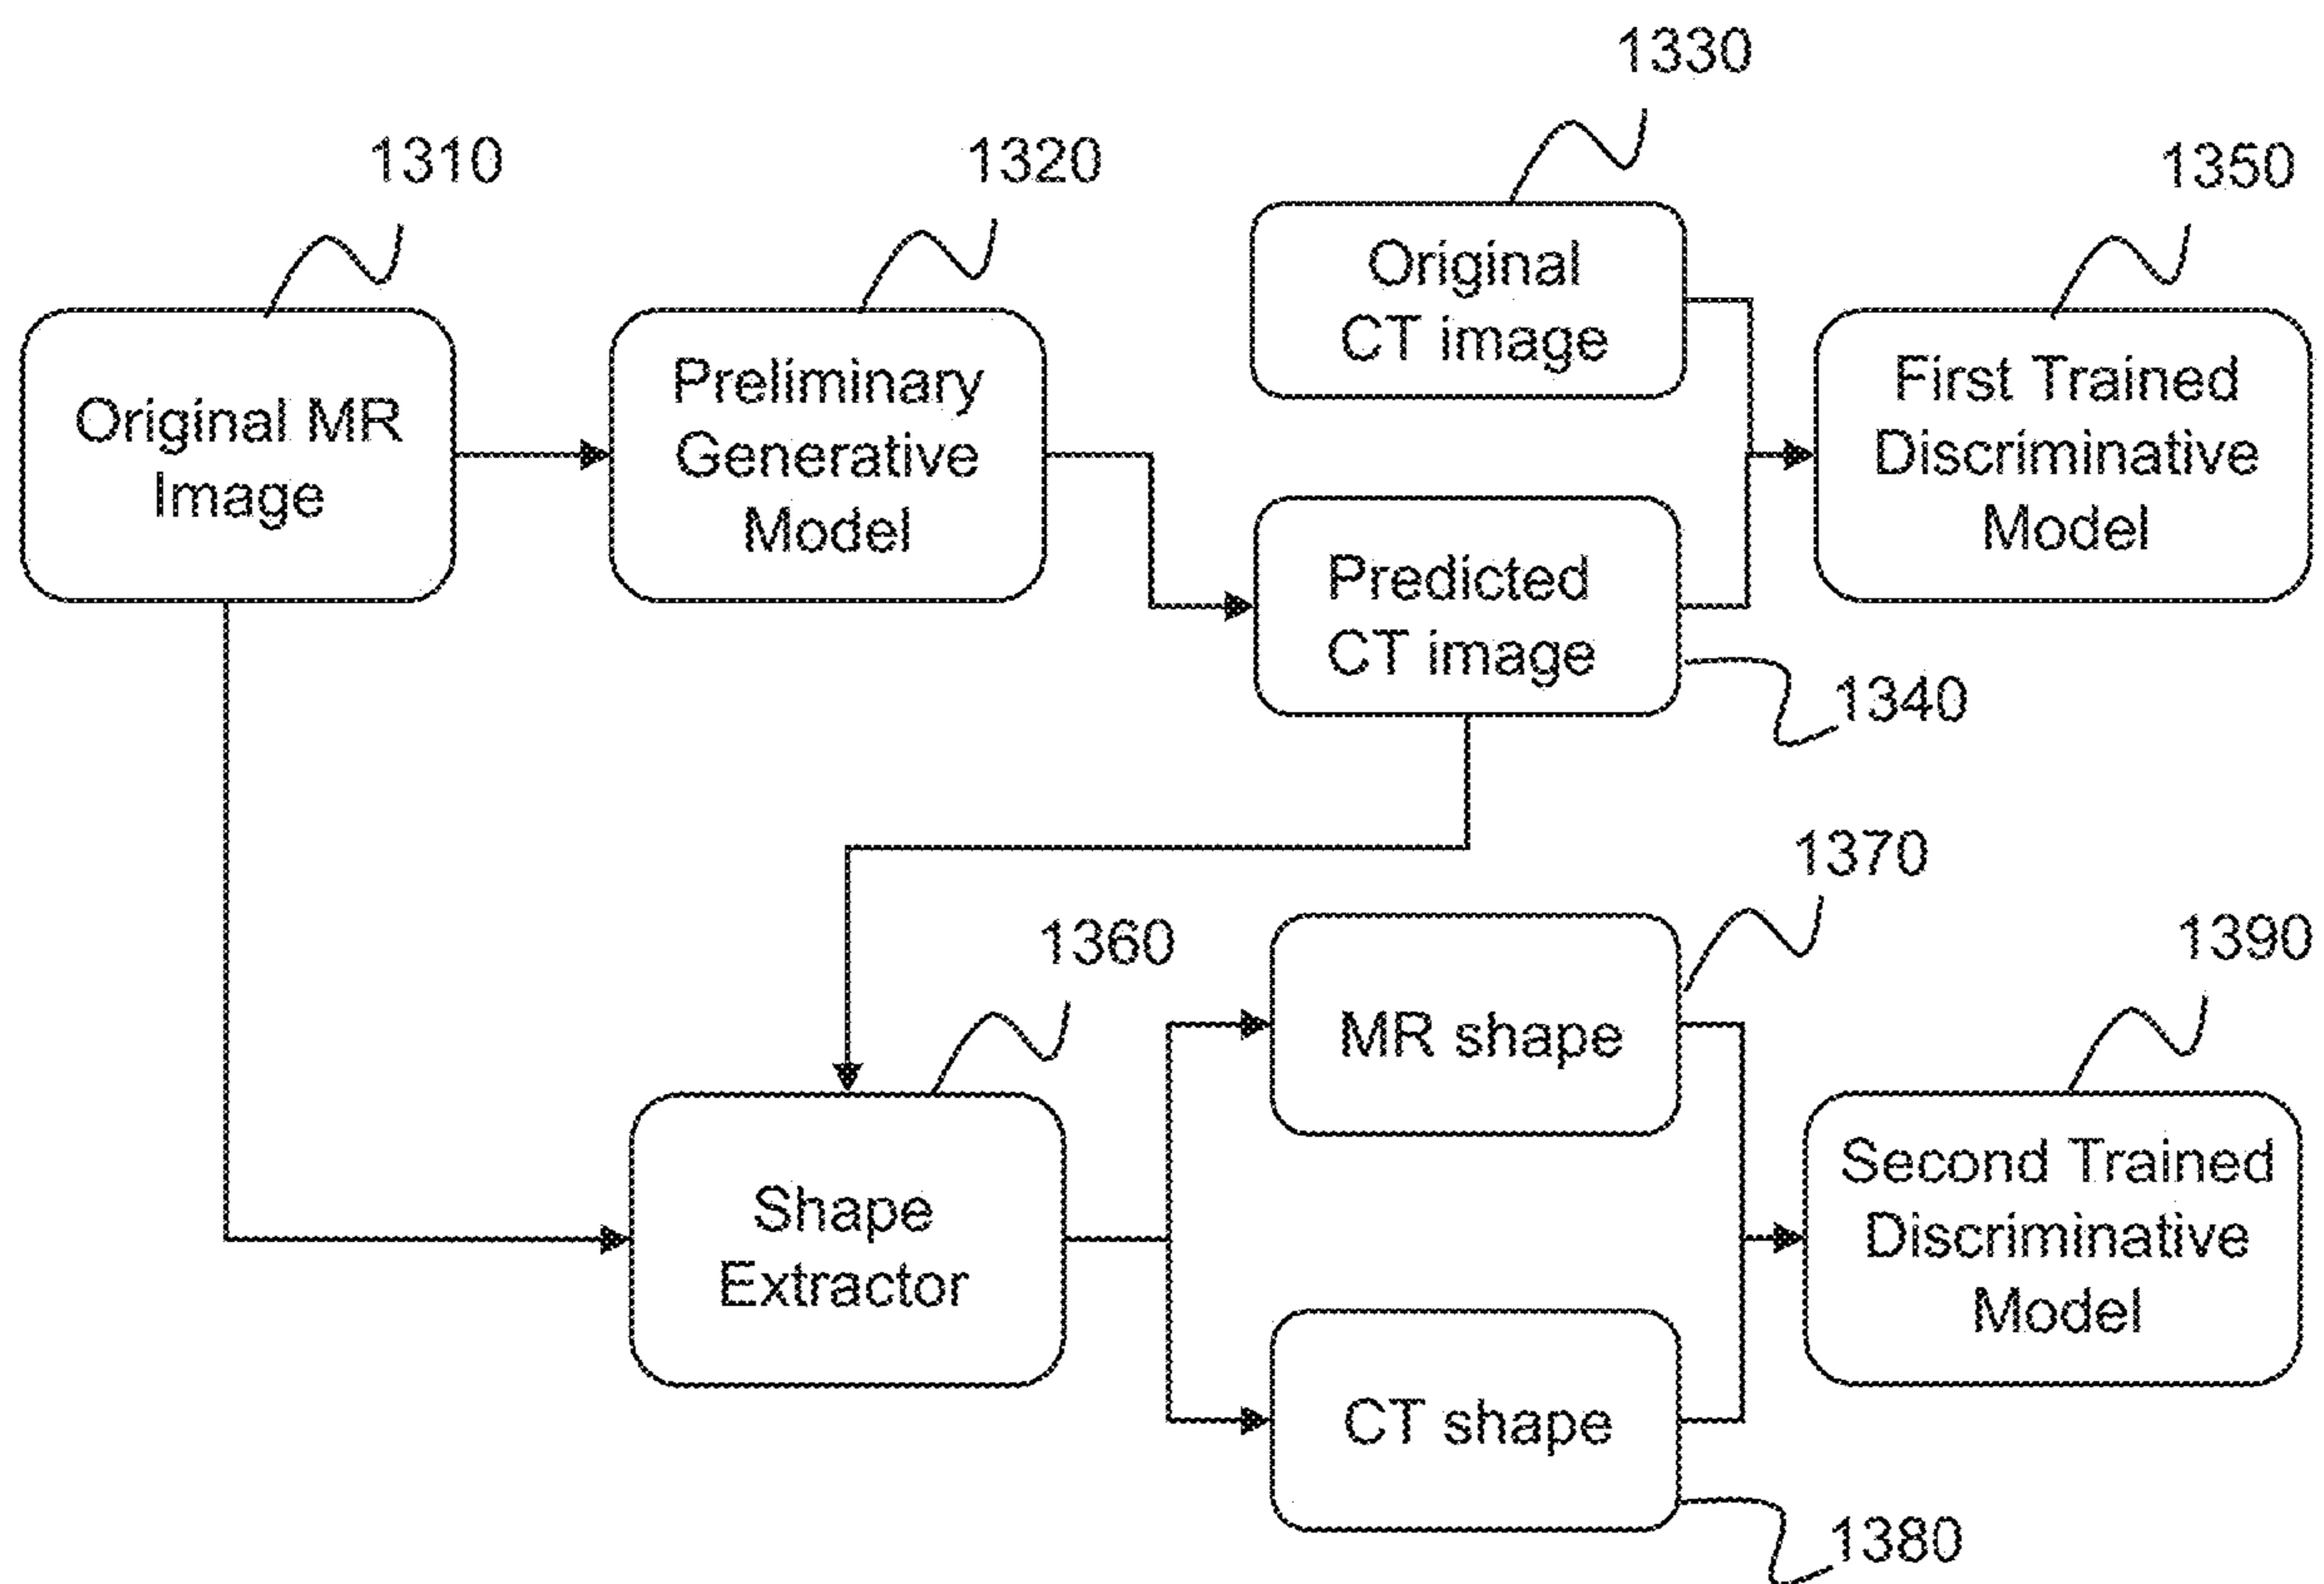 1330
1310
1320
1350
Original
CT image
Original MR
Image
Preliminary
Generative
Model
First Trained
Discriminative
Model
Predicted
CT image
1340
1370
1360
1390
MR shape
Shape
Extractor
Second Trained
Discriminative
Model
CT shape
1380